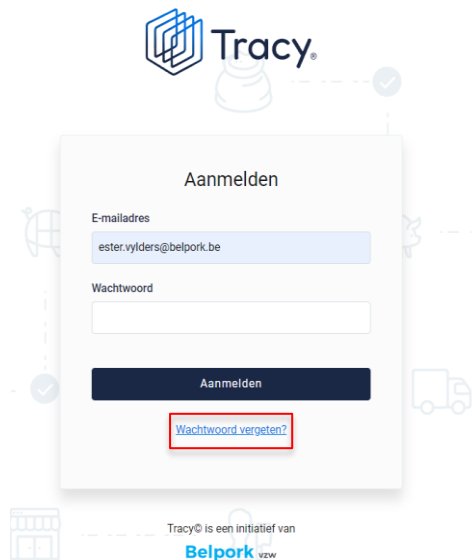 Tracy®
Aanmelden
E-mailadres
ester.vylders@belpork.be
Wachtwoord
Aanmelden
Wachtwoord vergeten?
Tracy© is een initiatief van
Belpork vzw